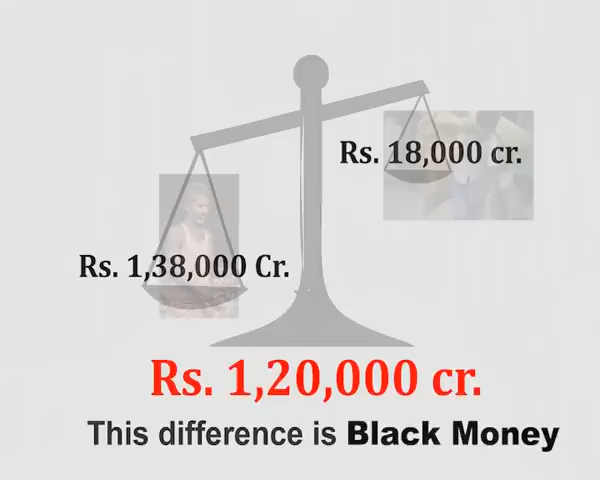 Rs. 18,000 cr.
Rs. 1,38,000 Cr.
Rs. 1,20,000 cr.
This difference is Black Money